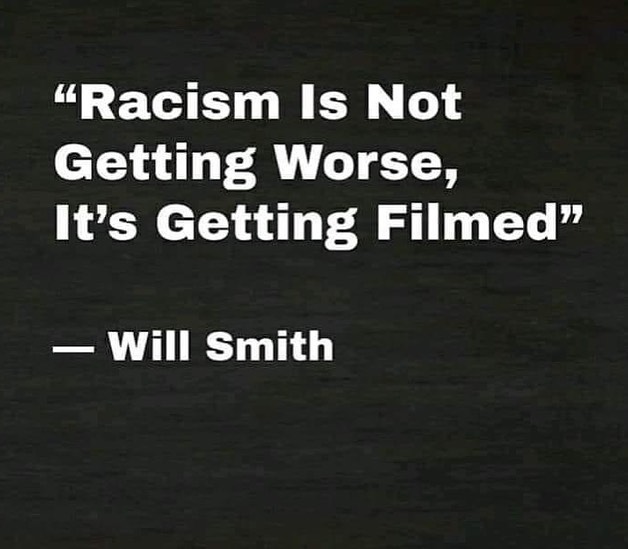 “Racism Is Not
Getting Worse,
It’s Getting Filmed”
— Will Smith